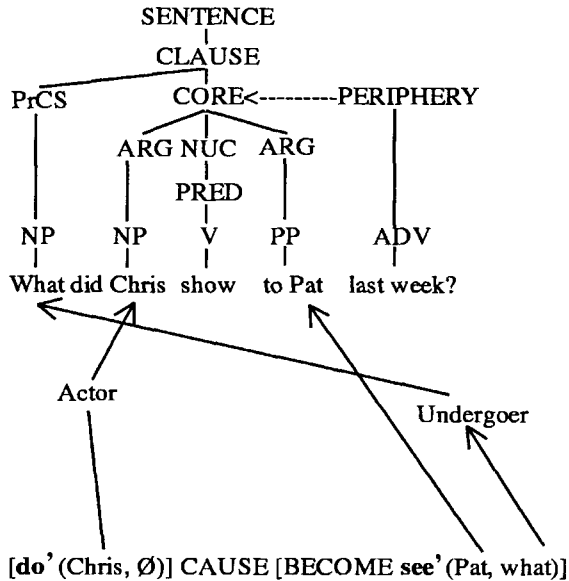 SENTENCE
CLAUSE
PrCS CORE<---------PERIPHERY
ARG NUC ARG
PRED
NP NP V PP ADV
What did Chris show to Pat last week?
Actor
Undergoer
[do’(Chris, Ø)] CAUSE [BECOME see’(Pat, what)]